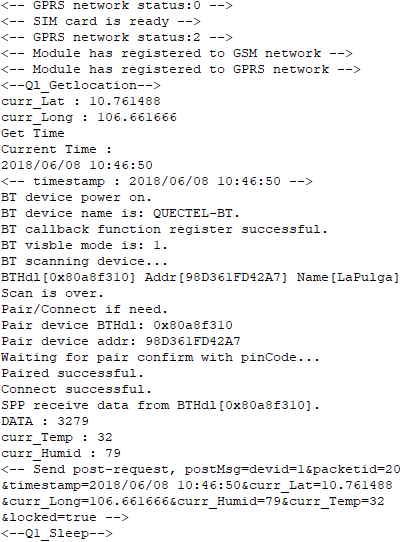 <-- GPRS network status:0 -->
<-- SIM card is ready -->
<-- GPRS network status:2 -->
<-- Module has registered to GSM network -->
<-- Module has registered to GPRS network -->
<--Ql_Getlocation-->
curr_Lat : 10.761488
curr_Long : 106.661666
Get Time
Current Time :
2018/06/08 10:46:50
<-- timestamp : 2018/06/08 10:46:50 -->
BT device power on.
BT device name is: QUECTEL-BT.
BT callback function register successful.
BT visble mode is: 1.
BT scanning device...
BTHdl[0x80a8f310] Addr[98D361FD42A7] Name[LaPulga]
Scan is over.
Pair/Connect if need.
Pair device BTHdl: 0x80a8f310
Pair device addr: 98D361FD42A7
Waiting for pair confirm with pinCode...
Paired successful.
Connect successful.
SPP receive data from BTHdl[0x80a8f310].
DATA : 3279
curr_Temp : 32
curr_Humid : 79
<-- Send post-request, postMsg=devid=1&packetid=20
&timestamp=2018/06/08 10:46:50&curr_Lat=10.761488
&curr_Long=106.661666&curr_Humid=79&curr_Temp=32
&locked=true -->
<--Ql_Sleep-->